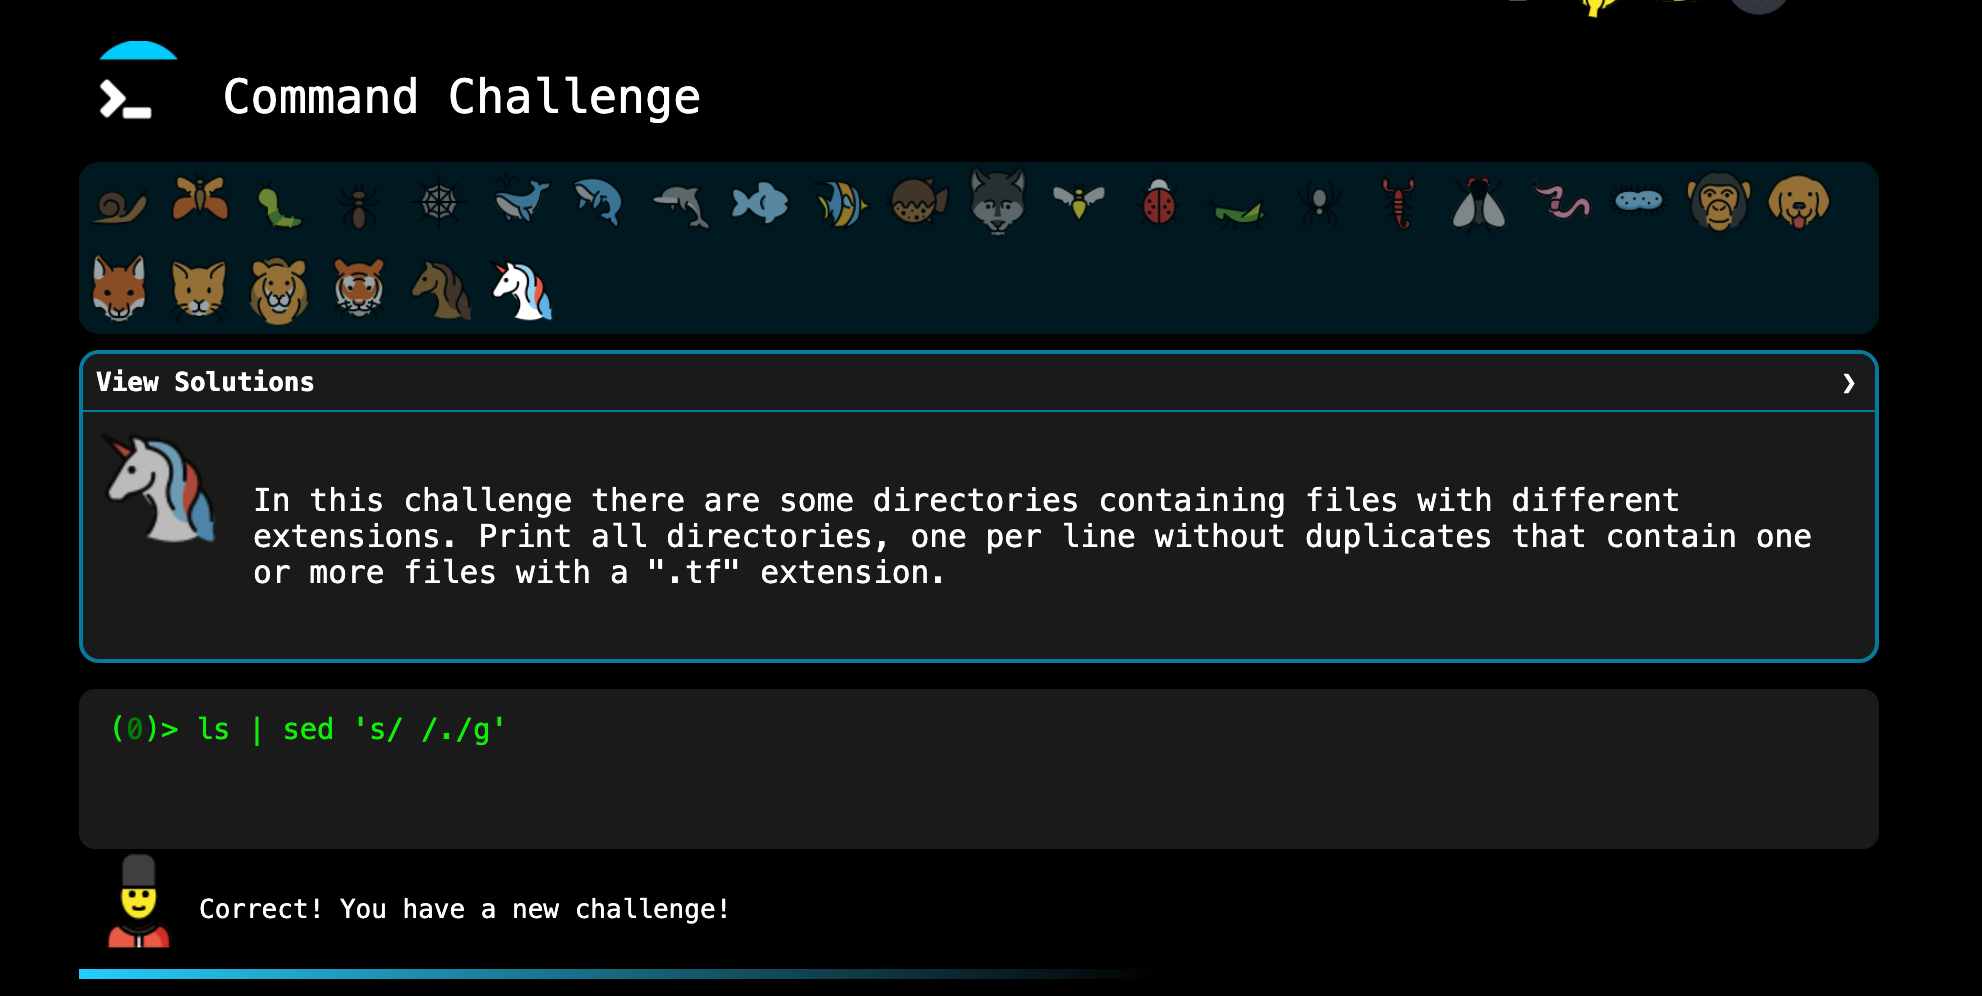 Command Challenge
View Solutions
In this challenge there are some directories containing files with different
extensions. Print all directories, one per line without duplicates that contain one
or more files with a ".tf" extension.
(0)> ls | sed 's/ /./g'
Correct! You have a new challenge!